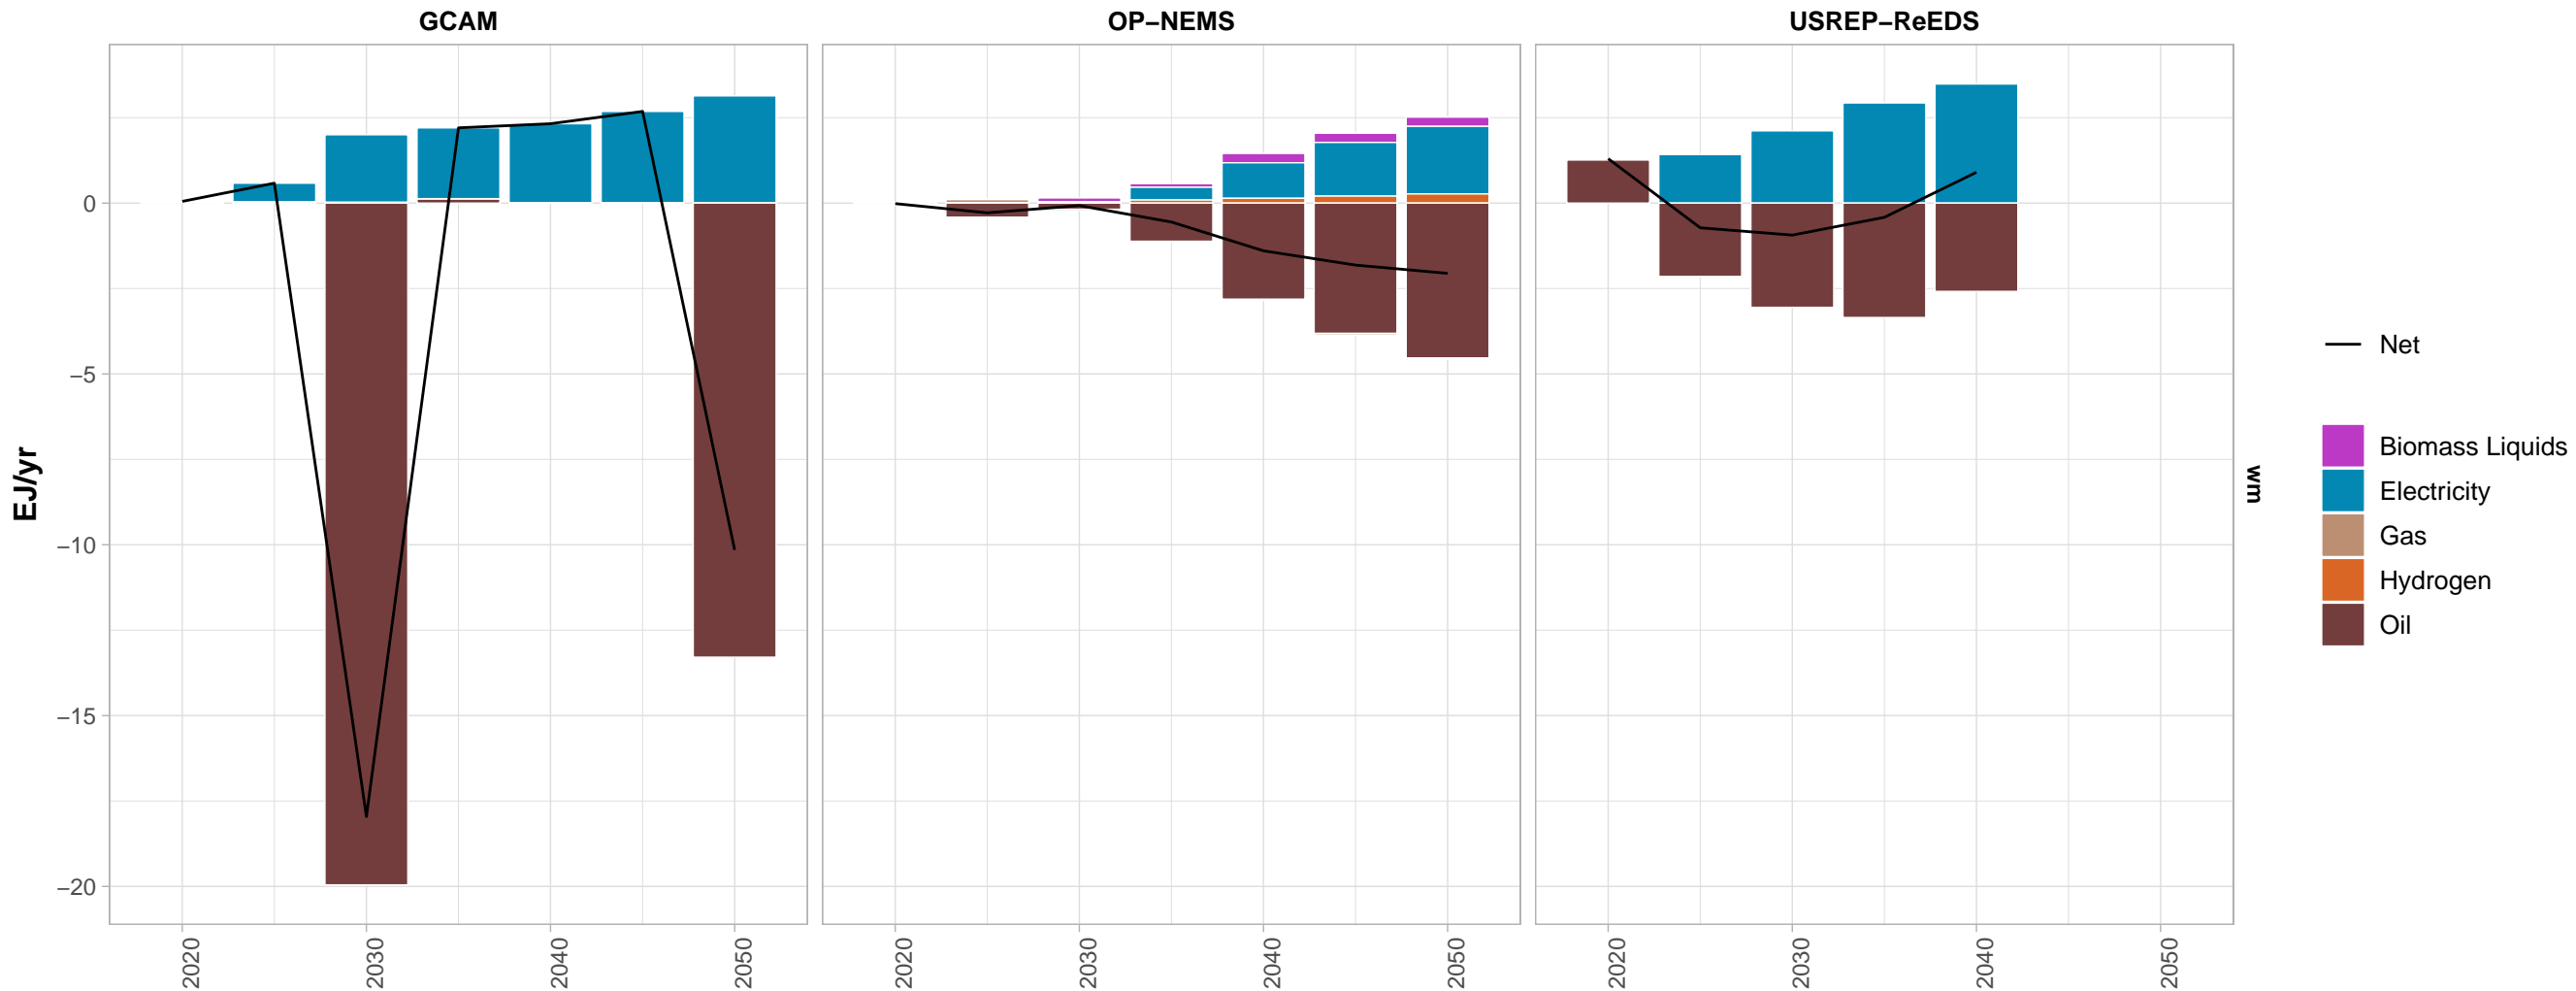 GCAM
OP−NEMS
USREP−ReEDS
EJ/yr
0
−5
−10
−15
−20
2020
2030
2040
2050
2020
2030
2040
2050
2020
2030
2040
2050
wm
Net
Biomass Liquids
Electricity
Gas
Hydrogen
Oil